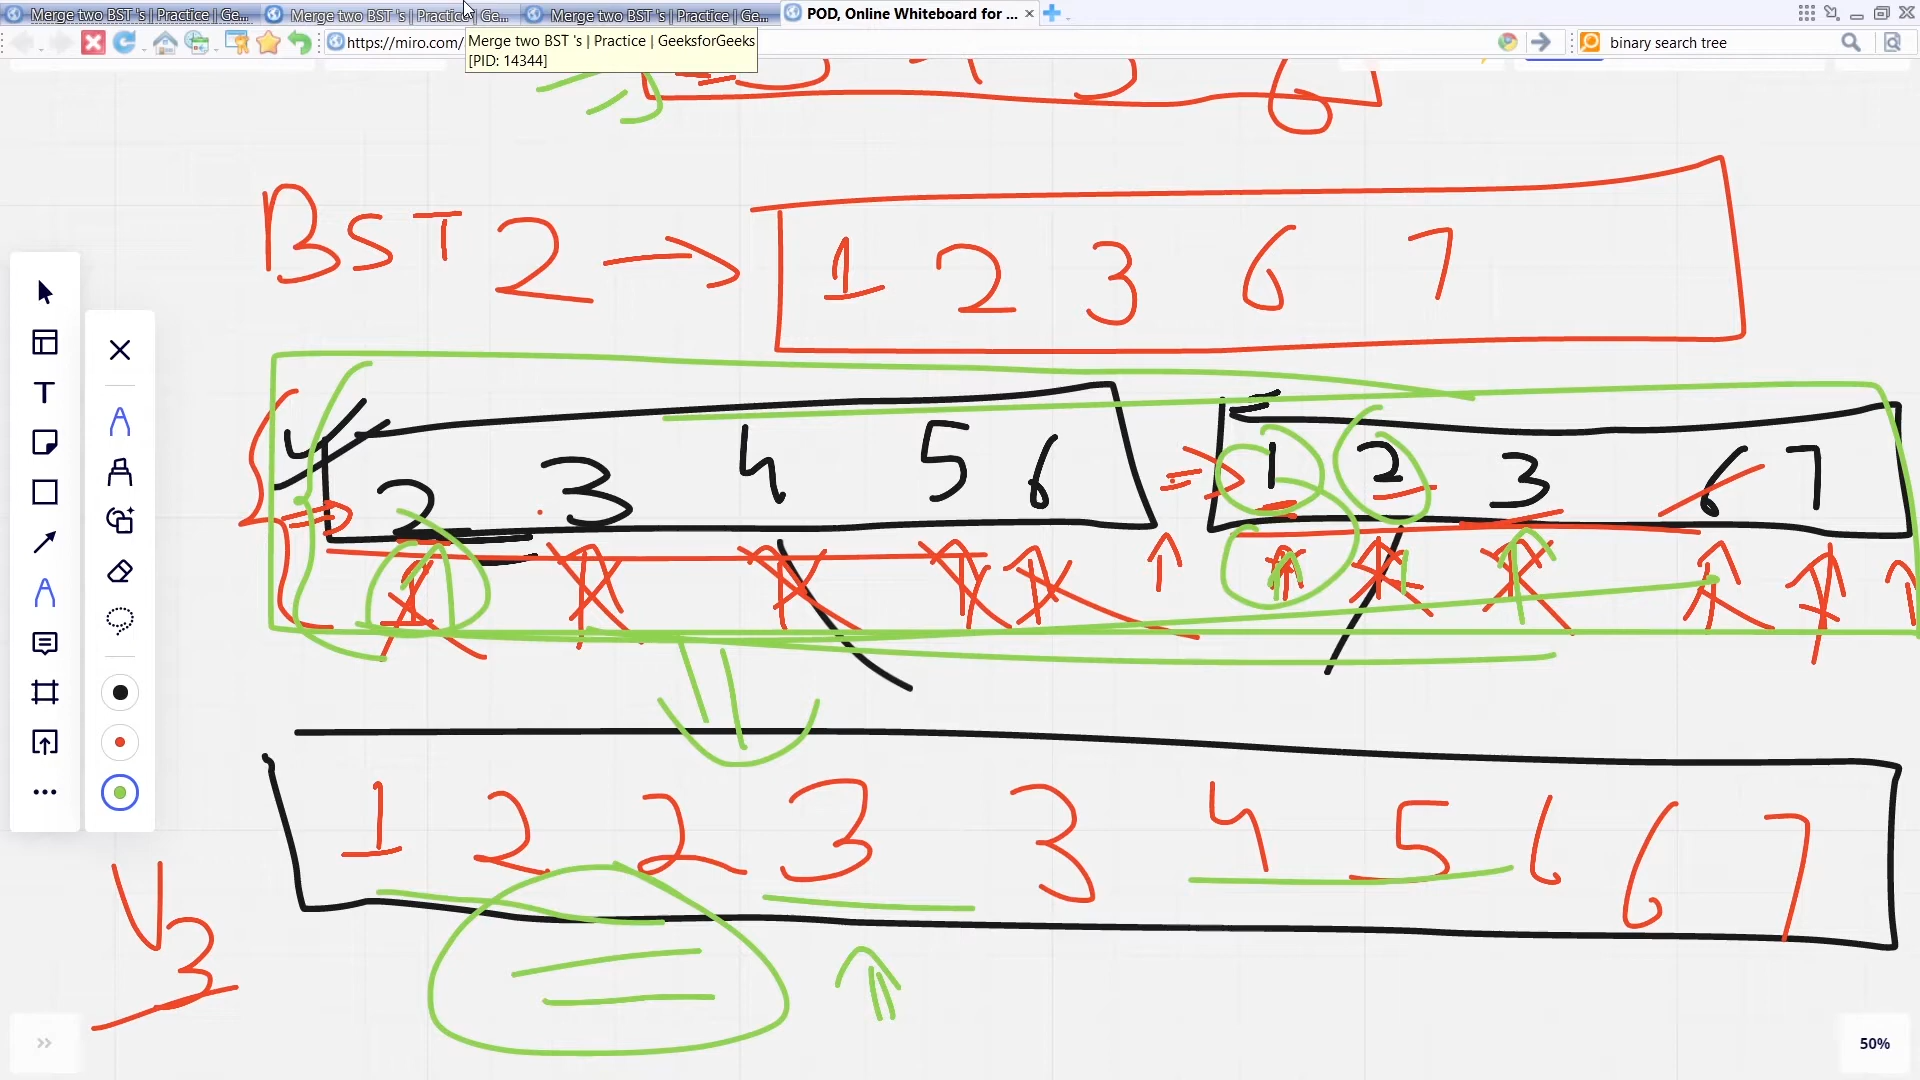 Merge two BST 's | Practice | Ge...
Merge two BST 's | Practice | Ge...
Merge two BST 's | Practice | Ge...
POD, Online Whiteboard for ...
https://miro.com/
binary search tree
Merge two BST 's | Practice | GeeksforGeeks
[PID: 14344]
BST 2 → 1 2 3 6 7
2 3 4 5 6
1 2 3 6 7
1 2 2 3 3 4 5 6 6 7
V3
50%